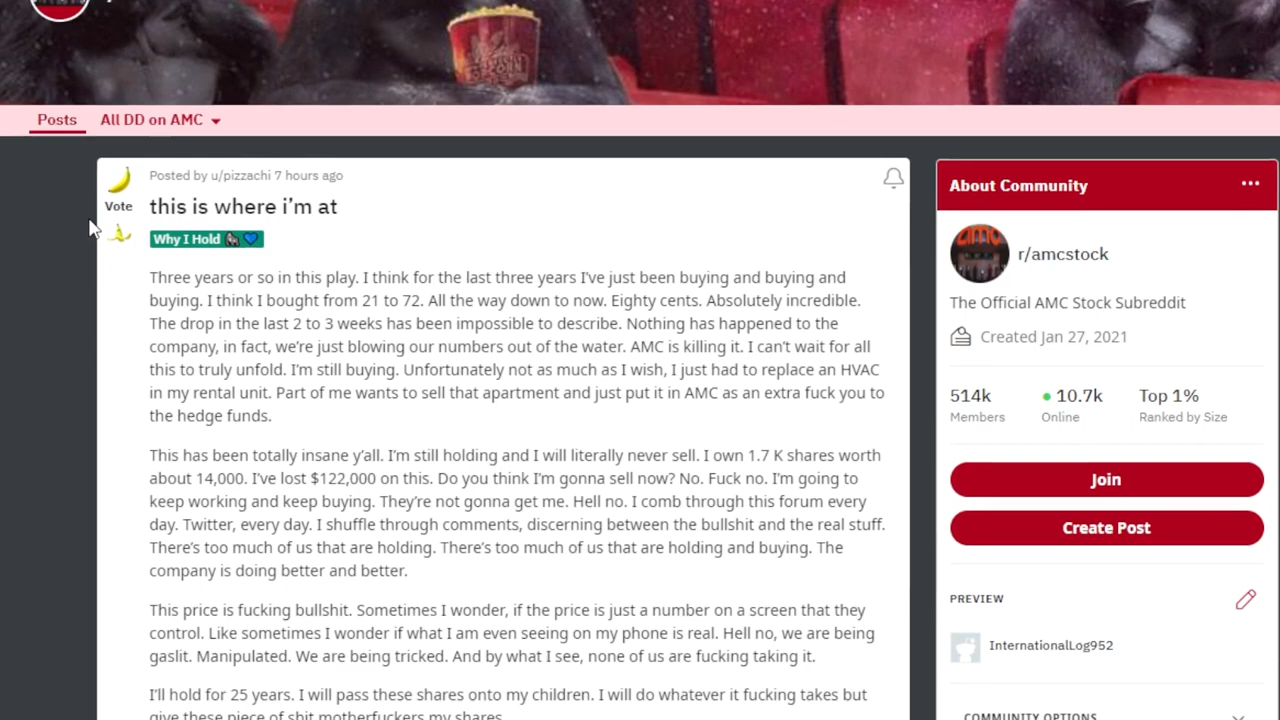 Posts
All DD on AMC
Posted by u/pizzachi 7 hours ago
Vote
this is where i’m at
Why I Hold 🦍💙
Three years or so in this play. I think for the last three years I’ve just been buying and buying and
buying. I think I bought from 21 to 72. All the way down to now. Eighty cents. Absolutely incredible.
The drop in the last 2 to 3 weeks has been impossible to describe. Nothing has happened to the
company, in fact, we’re just blowing our numbers out of the water. AMC is killing it. I can’t wait for all
this to truly unfold. I’m still buying. Unfortunately not as much as I wish, I just had to replace an HVAC
in my rental unit. Part of me wants to sell that apartment and just put it in AMC as an extra fuck you to
the hedge funds.
This has been totally insane y’all. I’m still holding and I will literally never sell. I own 1.7 K shares worth
about 14,000. I’ve lost $122,000 on this. Do you think I’m gonna sell now? No. Fuck no. I’m going to
keep working and keep buying. They’re not gonna get me. Hell no. I comb through this forum every
day. Twitter, every day. I shuffle through comments, discerning between the bullshit and the real stuff.
There’s too much of us that are holding. There’s too much of us that are holding and buying. The
company is doing better and better.
This price is fucking bullshit. Sometimes I wonder, if the price is just a number on a screen that they
control. Like sometimes I wonder if what I am even seeing on my phone is real. Hell no, we are being
gaslit. Manipulated. We are being tricked. And by what I see, none of us are fucking taking it.
I’ll hold for 25 years. I will pass these shares onto my children. I will do whatever it fucking takes but
give these piece of shit motherfuckers my shares.
About Community
r/amcstock
The Official AMC Stock Subreddit
Created Jan 27, 2021
514k
10.7k
Top 1%
Members
Online
Ranked by Size
Join
Create Post
PREVIEW
InternationalLog952
COMMUNITY OPTIONS